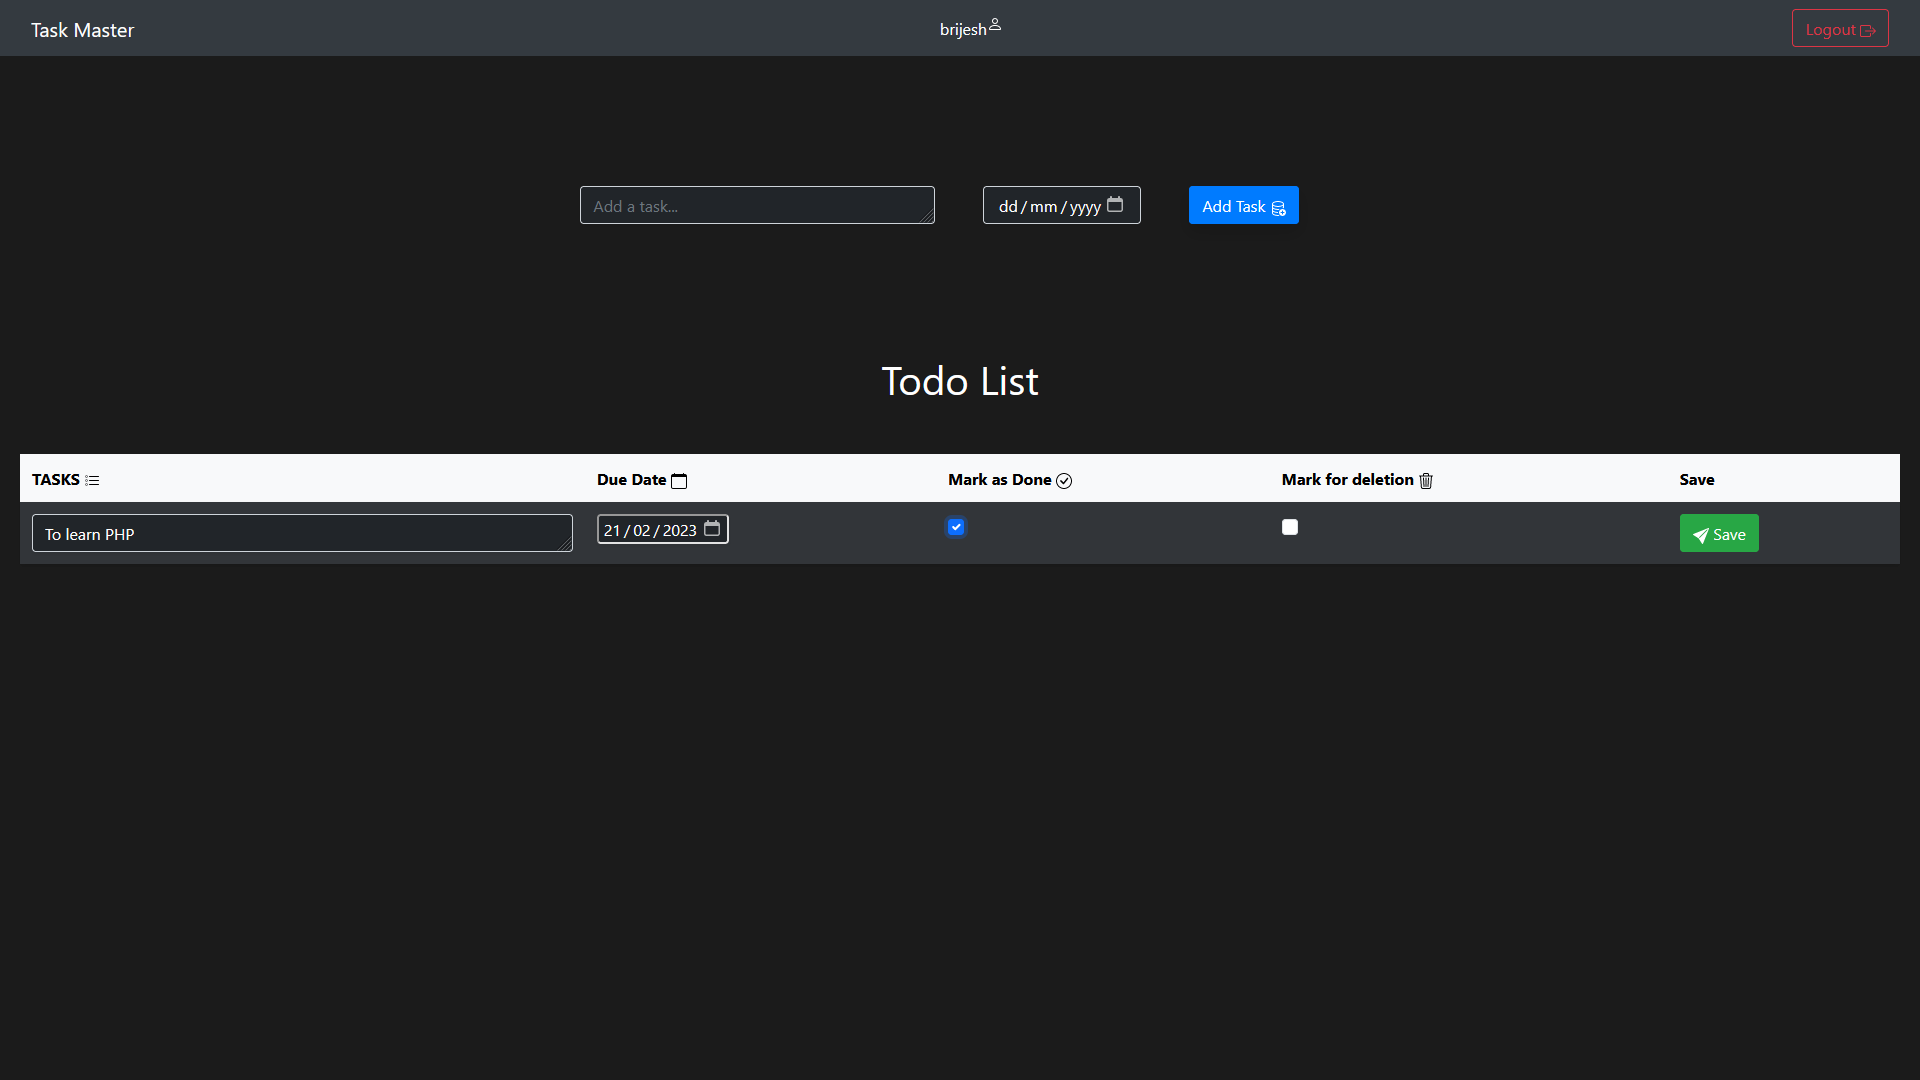 Task Master
brijesh
Logout
Add a task...
dd/mm/yyyy
Add Task
Todo List
TASKS Due Date Mark as Done Mark for deletion Save
To learn PHP 21/02/2023 Save